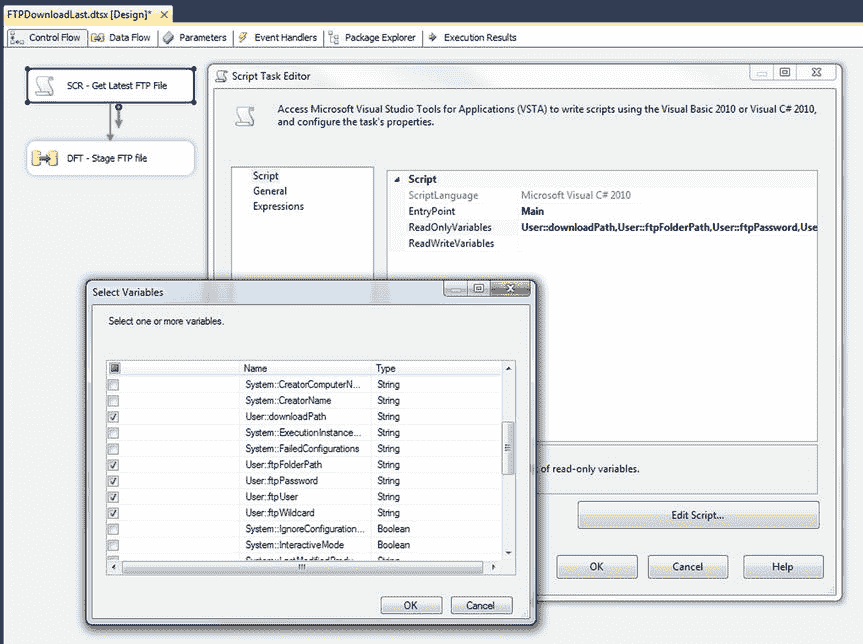 FTPDownloadLast.dtsx [Design]*
Control Flow Data Flow Parameters Event Handlers Package Explorer Execution Results
SCR - Get Latest FTP File
DFT - Stage FTP file
Script Task Editor
Access Microsoft Visual Studio Tools for Applications (VSTA) to write scripts using the Visual Basic 2010 or Visual C# 2010,
and configure the task's properties.
Script
General
Expressions
Script
ScriptLanguage Microsoft Visual C# 2010
EntryPoint Main
ReadOnlyVariables User::downloadPath,User::ftpFolderPath,User::ftpPassword,Use
ReadWriteVariables
of read-only variables.
Edit Script...
OK Cancel Help
Select Variables
Select one or more variables.
Name Type
System::CreatorComputerN... String
System::CreatorName String
User::downloadPath String
System::ExecutionInstance... String
System::FailedConfigurations String
User::ftpFolderPath String
User::ftpPassword String
User::ftpUser String
User::ftpWildcard String
System::IgnoreConfiguration... Boolean
System::InteractiveMode Boolean
OK Cancel